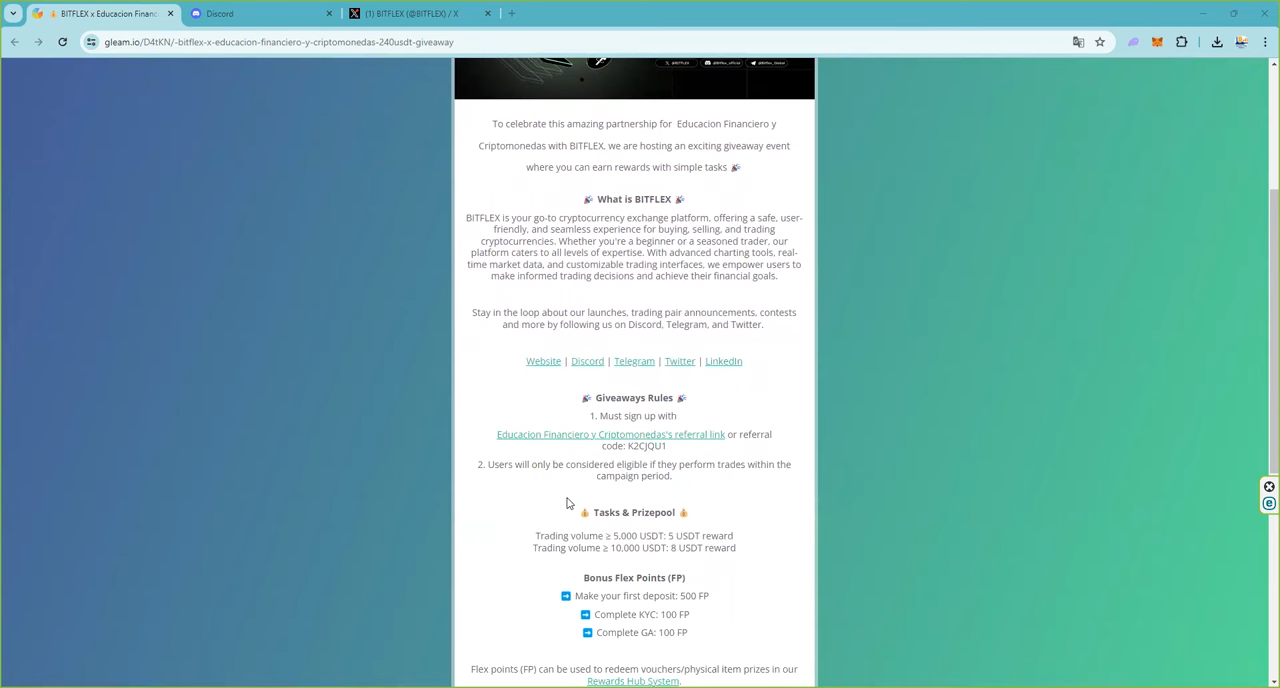 BITFLEX x Educacion Financ
Discord
(1) BITFLEX (@BITFLEX) / X
gleam.io/D4tKN/-bitflex-x-educacion-financiero-y-criptomonedas-240usdt-giveaway
@BITFLEX @Bitflex_official @Bitflex_Global
To celebrate this amazing partnership for Educacion Financiero y
Criptomonedas with BITFLEX, we are hosting an exciting giveaway event
where you can earn rewards with simple tasks 🎉
🎉 What is BITFLEX 🎉
BITFLEX is your go-to cryptocurrency exchange platform, offering a safe, user-
friendly, and seamless experience for buying, selling, and trading
cryptocurrencies. Whether you're a beginner or a seasoned trader, our
platform caters to all levels of expertise. With advanced charting tools, real-
time market data, and customizable trading interfaces, we empower users to
make informed trading decisions and achieve their financial goals.
Stay in the loop about our launches, trading pair announcements, contests
and more by following us on Discord, Telegram, and Twitter.
Website | Discord | Telegram | Twitter | LinkedIn
🎉 Giveaways Rules 🎉
1. Must sign up with
Educacion Financiero y Criptomonedas's referral link or referral
code: K2CJQU1
2. Users will only be considered eligible if they perform trades within the
campaign period.
💰 Tasks & Prizepool 💰
Trading volume ≥ 5,000 USDT: 5 USDT reward
Trading volume ≥ 10,000 USDT: 8 USDT reward
Bonus Flex Points (FP)
➡️ Make your first deposit: 500 FP
➡️ Complete KYC: 100 FP
➡️ Complete GA: 100 FP
Flex points (FP) can be used to redeem vouchers/physical item prizes in our
Rewards Hub System.